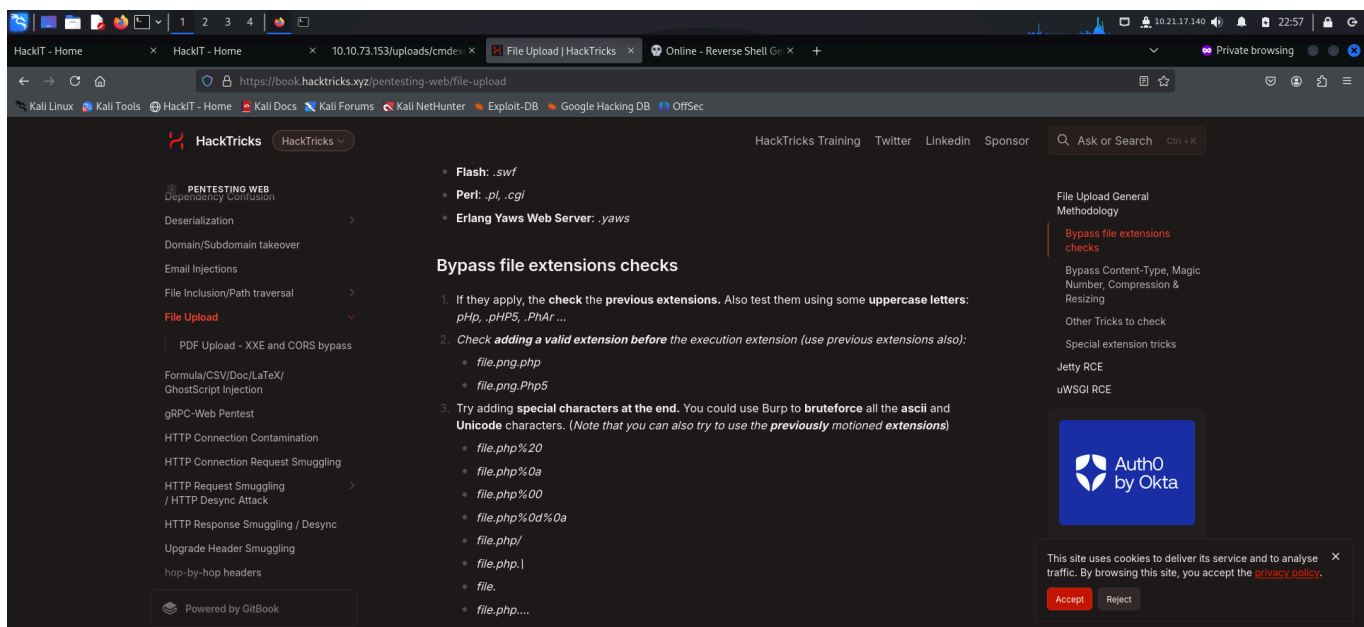 1 2 3 4 10.21.17.140 22:57
HackIT - Home × HackIT - Home × 10.10.73.153/uploads/cmdex × File Upload | HackTricks × Online - Reverse Shell Ge × + Private browsing
https://book.hacktricks.xyz/pentesting-web/file-upload
Kali Linux Kali Tools HackIT - Home Kali Docs Kali Forums Kali NetHunter Exploit-DB Google Hacking DB OffSec
HackTricks HackTricks HackTricks Training Twitter Linkedin Sponsor Ask or Search Ctrl + K
PENTESTING WEB
Dependency Confusion
Deserialization
Domain/Subdomain takeover
Email Injections
File Inclusion/Path traversal
File Upload
PDF Upload - XXE and CORS bypass
Formula/CSV/Doc/LaTeX/
GhostScript Injection
gRPC-Web Pentest
HTTP Connection Contamination
HTTP Connection Request Smuggling
HTTP Request Smuggling
/ HTTP Desync Attack
HTTP Response Smuggling / Desync
Upgrade Header Smuggling
hop-by-hop headers
Powered by GitBook
Flash: .swf
Perl: .pl, .cgi
Erlang Yaws Web Server: .yaws
Bypass file extensions checks
1. If they apply, the check the previous extensions. Also test them using some uppercase letters:
pHp, .pHP5, .PhAr ...
2. Check adding a valid extension before the execution extension (use previous extensions also):
file.png.php
file.png.Php5
3. Try adding special characters at the end. You could use Burp to bruteforce all the ascii and
Unicode characters. (Note that you can also try to use the previously motioned extensions)
file.php%20
file.php%0a
file.php%00
file.php%0d%0a
file.php/
file.php.\
file.
file.php....
File Upload General
Methodology
Bypass file extensions
checks
Bypass Content-Type, Magic
Number, Compression &
Resizing
Other Tricks to check
Special extension tricks
Jetty RCE
uWSGI RCE
Auth0
by Okta
This site uses cookies to deliver its service and to analyse ×
traffic. By browsing this site, you accept the privacy policy.
Accept Reject